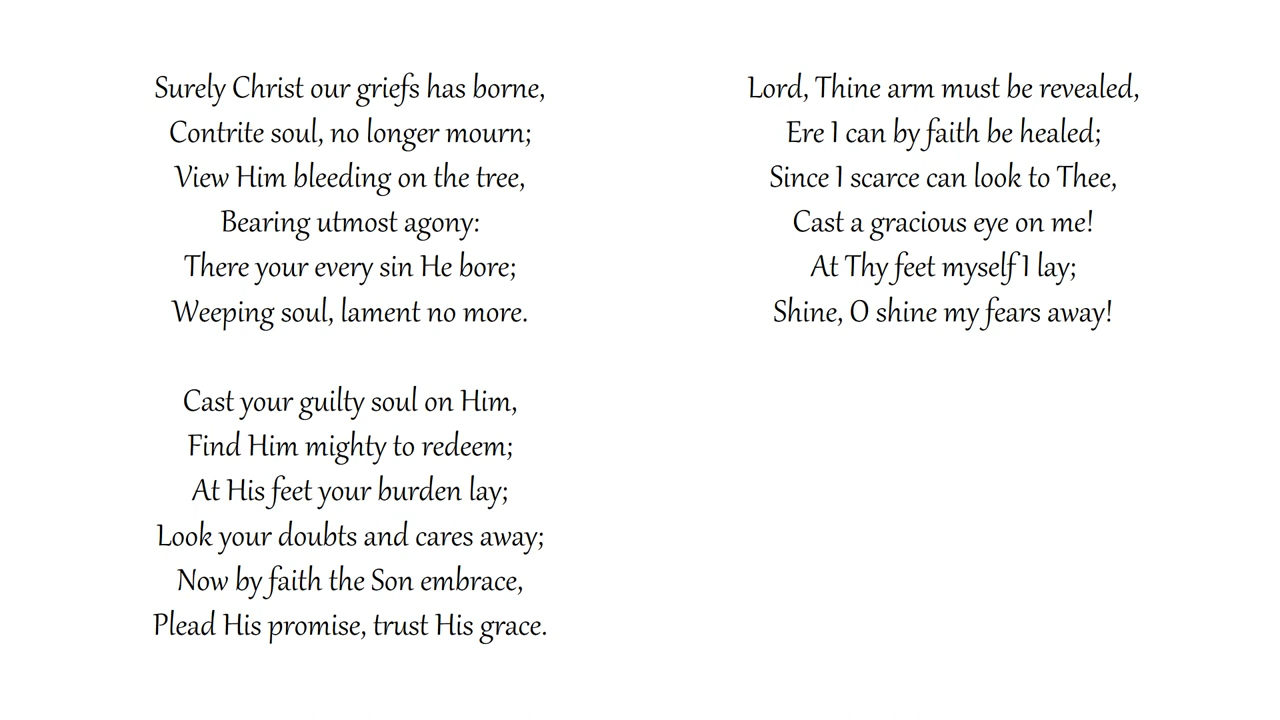 Surely Christ our griefs has borne,
Contrite soul, no longer mourn;
View Him bleeding on the tree,
Bearing utmost agony:
There your every sin He bore;
Weeping soul, lament no more.
Cast your guilty soul on Him,
Find Him mighty to redeem;
At His feet your burden lay;
Look your doubts and cares away;
Now by faith the Son embrace,
Plead His promise, trust His grace.
Lord, Thine arm must be revealed,
Ere I can by faith be healed;
Since I scarce can look to Thee,
Cast a gracious eye on me!
At Thy feet myself I lay;
Shine, O shine my fears away!